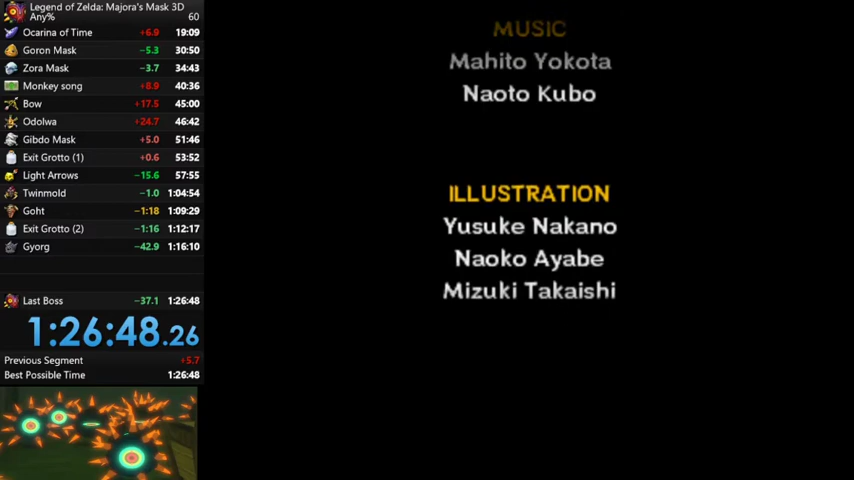 Legend of Zelda: Majora's Mask 3D
Any% 60
Ocarina of Time +6.9 19:09
Goron Mask −5.3 30:50
Zora Mask −3.7 34:43
Monkey song +8.9 40:36
Bow +17.5 45:00
Odolwa +24.7 46:42
Gibdo Mask +5.0 51:46
Exit Grotto (1) +0.6 53:52
Light Arrows −15.6 57:55
Twinmold −1.0 1:04:54
Goht −1:18 1:09:29
Exit Grotto (2) −1:16 1:12:17
Gyorg −42.9 1:16:10
Last Boss −37.1 1:26:48
1:26:48.26
Previous Segment +5.7
Best Possible Time 1:26:48
MUSIC
Mahito Yokota
Naoto Kubo
ILLUSTRATION
Yusuke Nakano
Naoko Ayabe
Mizuki Takaishi